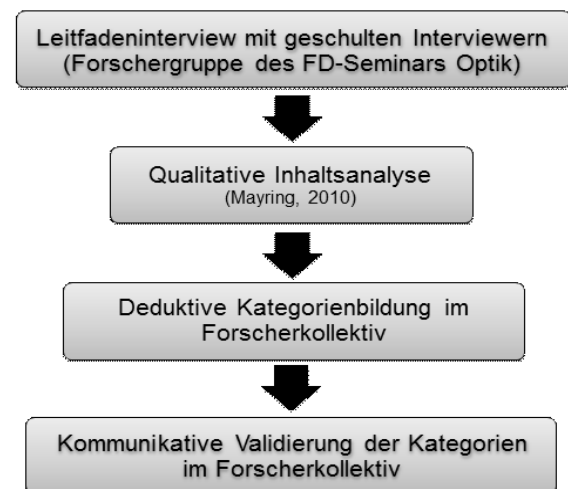 Leitfadeninterview mit geschulten Interviewern
(Forschergruppe des FD-Seminars Optik)
Qualitative Inhaltsanalyse
(Mayring, 2010)
Deduktive Kategorienbildung im
Forscherkollektiv
Kommunikative Validierung der Kategorien
im Forscherkollektiv